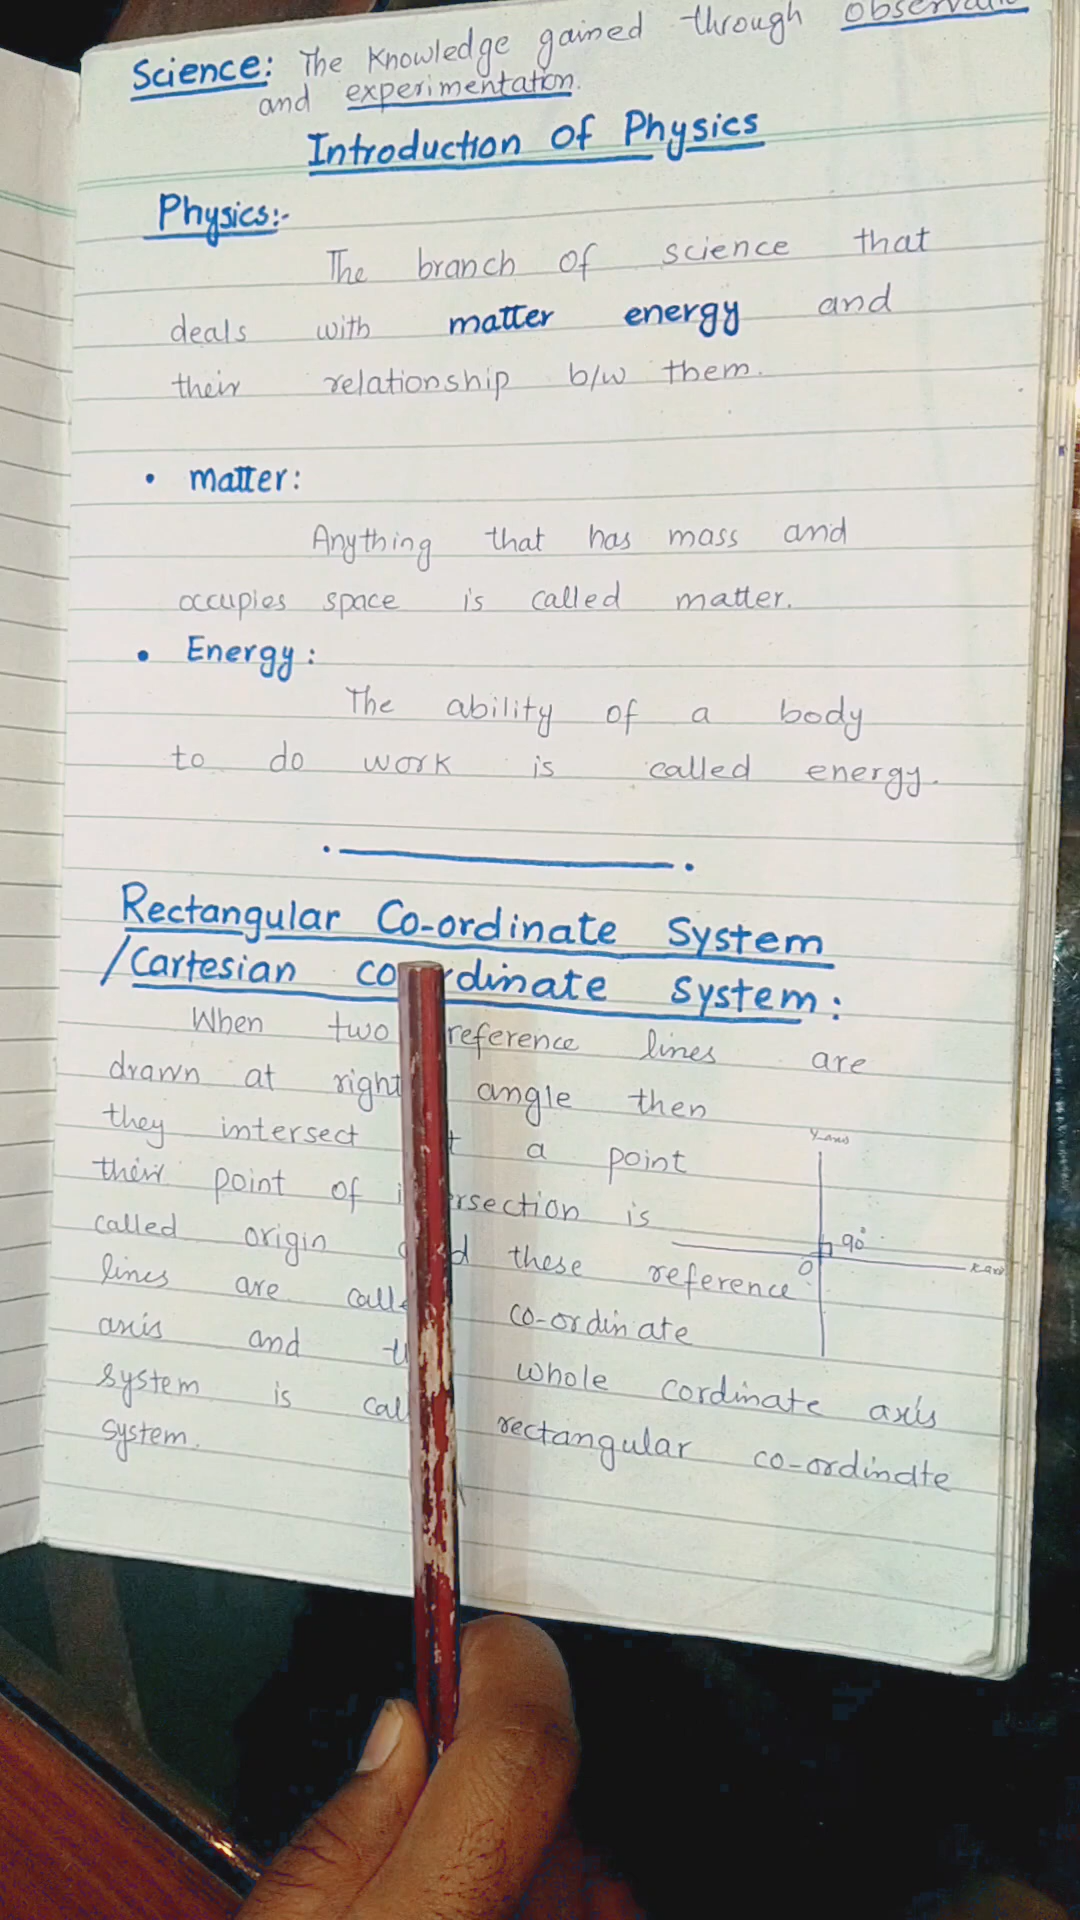 Science: The Knowledge gained through
and experimentation.
Introduction Of Physics
Physics:-
The branch of science that
deals with matter energy and
their relationship b/w them.
• matter:
Anything that has mass and
occupies space is called matter.
• Energy:
The ability of a body
to do work is called energy.
Rectangular Co-ordinate System
/Cartesian System:
When two reference lines are
drawn at right angle then
they intersect a point
Y-axis
their point of is
called origin these reference
90°
O
x-axis
lines are co-ordinate
axis and whole cordinate axis
system is rectangular co-ordindte
system.